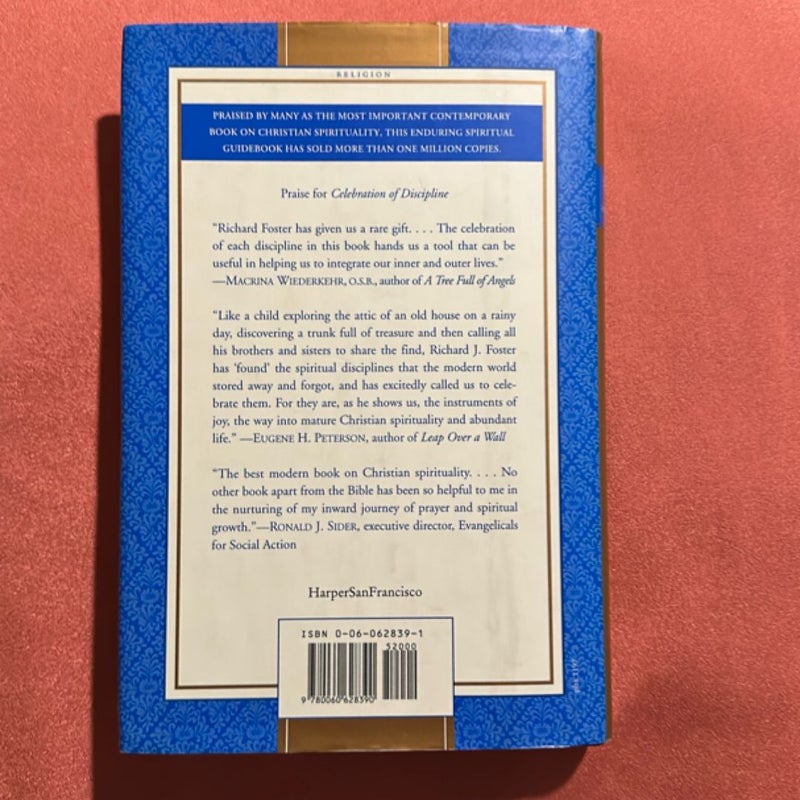 RELIGION
PRAISED BY MANY AS THE MOST IMPORTANT CONTEMPORARY
BOOK ON CHRISTIAN SPIRITUALITY, THIS ENDURING SPIRITUAL
GUIDEBOOK HAS SOLD MORE THAN ONE MILLION COPIES.
Praise for Celebration of Discipline
“Richard Foster has given us a rare gift. . . . The celebration
of each discipline in this book hands us a tool that can be
useful in helping us to integrate our inner and outer lives.”
—MACRINA WIEDERKEHR, O.S.B., author of A Tree Full of Angels
“Like a child exploring the attic of an old house on a rainy
day, discovering a trunk full of treasure and then calling all
his brothers and sisters to share the find, Richard J. Foster
has ‘found’ the spiritual disciplines that the modern world
stored away and forgot, and has excitedly called us to cele-
brate them. For they are, as he shows us, the instruments of
joy, the way into mature Christian spirituality and abundant
life.” —EUGENE H. PETERSON, author of Leap Over a Wall
“The best modern book on Christian spirituality. . . . No
other book apart from the Bible has been so helpful to me in
the nurturing of my inward journey of prayer and spiritual
growth.”—RONALD J. SIDER, executive director, Evangelicals
for Social Action
HarperSanFrancisco
ISBN 0-06-062839-1
52000
9 780060 628390